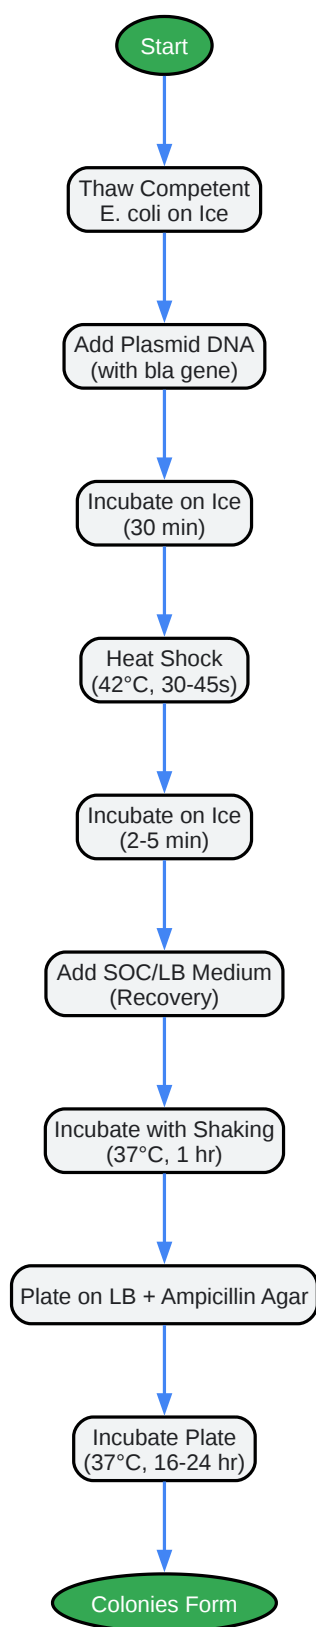 Start
Thaw Competent
E. coli on Ice
Add Plasmid DNA
(with bla gene)
Incubate on Ice
(30 min)
Heat Shock
(42°C, 30-45s)
Incubate on Ice
(2-5 min)
Add SOC/LB Medium
(Recovery)
Incubate with Shaking
(37°C, 1 hr)
Plate on LB + Ampicillin Agar
Incubate Plate
(37°C, 16-24 hr)
Colonies Form